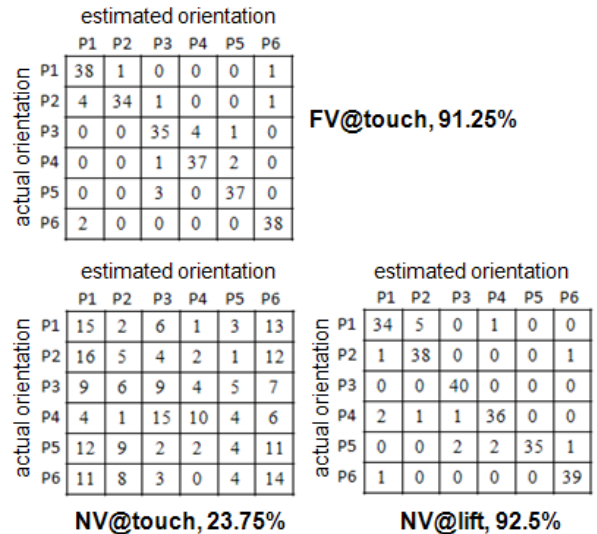 estimated orientation
P1 P2 P3 P4 P5 P6
actual orientation
P1 38 1 0 0 0 1
P2 4 34 1 0 0 1
P3 0 0 35 4 1 0
P4 0 0 1 37 2 0
P5 0 0 3 0 37 0
P6 2 0 0 0 0 38
FV@touch, 91.25%
estimated orientation
P1 P2 P3 P4 P5 P6
actual orientation
P1 15 2 6 1 3 13
P2 16 5 4 2 1 12
P3 9 6 9 4 5 7
P4 4 1 15 10 4 6
P5 12 9 2 2 4 11
P6 11 8 3 0 4 14
NV@touch, 23.75%
estimated orientation
P1 P2 P3 P4 P5 P6
actual orientation
P1 34 5 0 1 0 0
P2 1 38 0 0 0 1
P3 0 0 40 0 0 0
P4 2 1 1 36 0 0
P5 0 0 2 2 35 1
P6 1 0 0 0 0 39
NV@lift, 92.5%